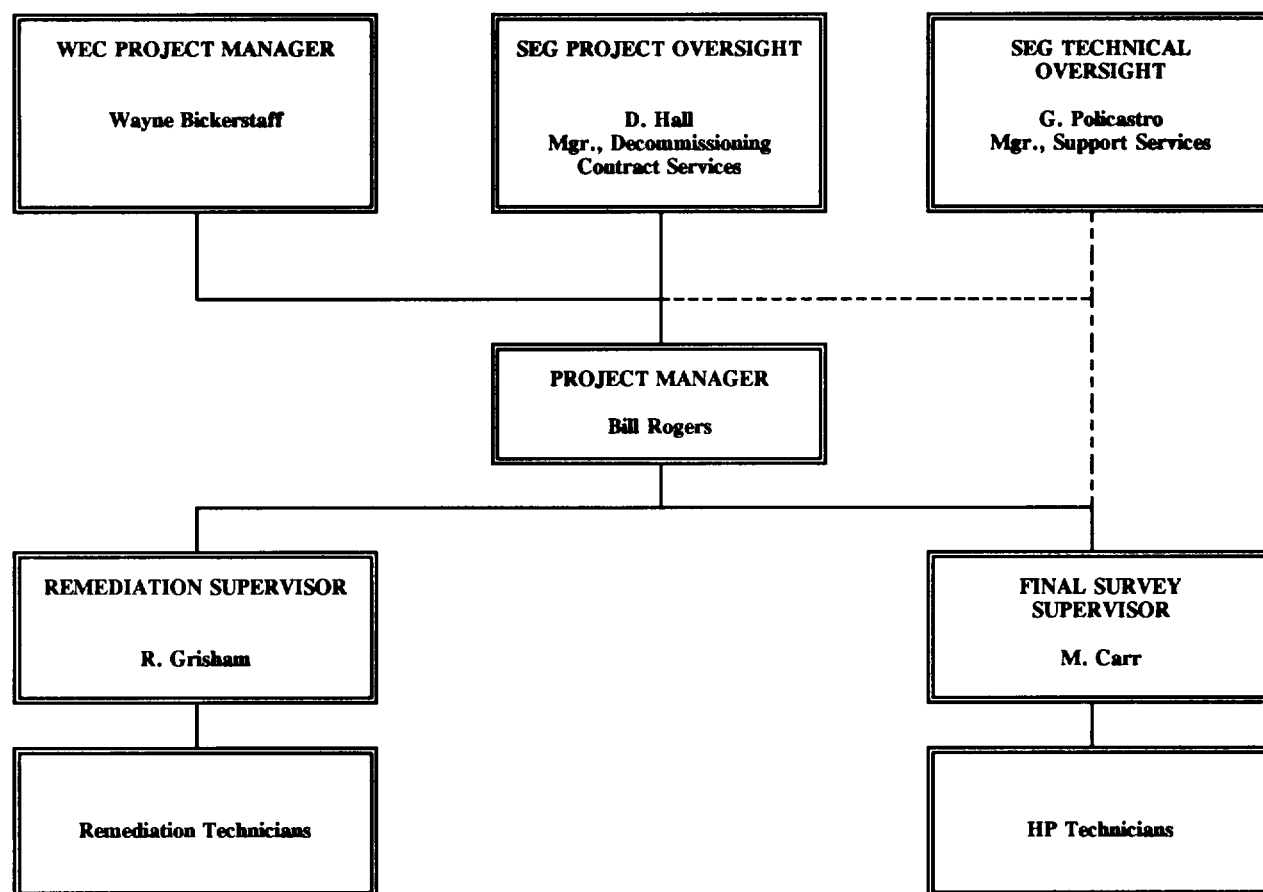 WEC PROJECT MANAGER
Wayne Bickerstaff
SEG PROJECT OVERSIGHT
D. Hall
Mgr., Decommissioning
Contract Services
SEG TECHNICAL
OVERSIGHT
G. Policastro
Mgr., Support Services
PROJECT MANAGER
Bill Rogers
REMEDIATION SUPERVISOR
R. Grisham
FINAL SURVEY
SUPERVISOR
M. Carr
Remediation Technicians
HP Technicians